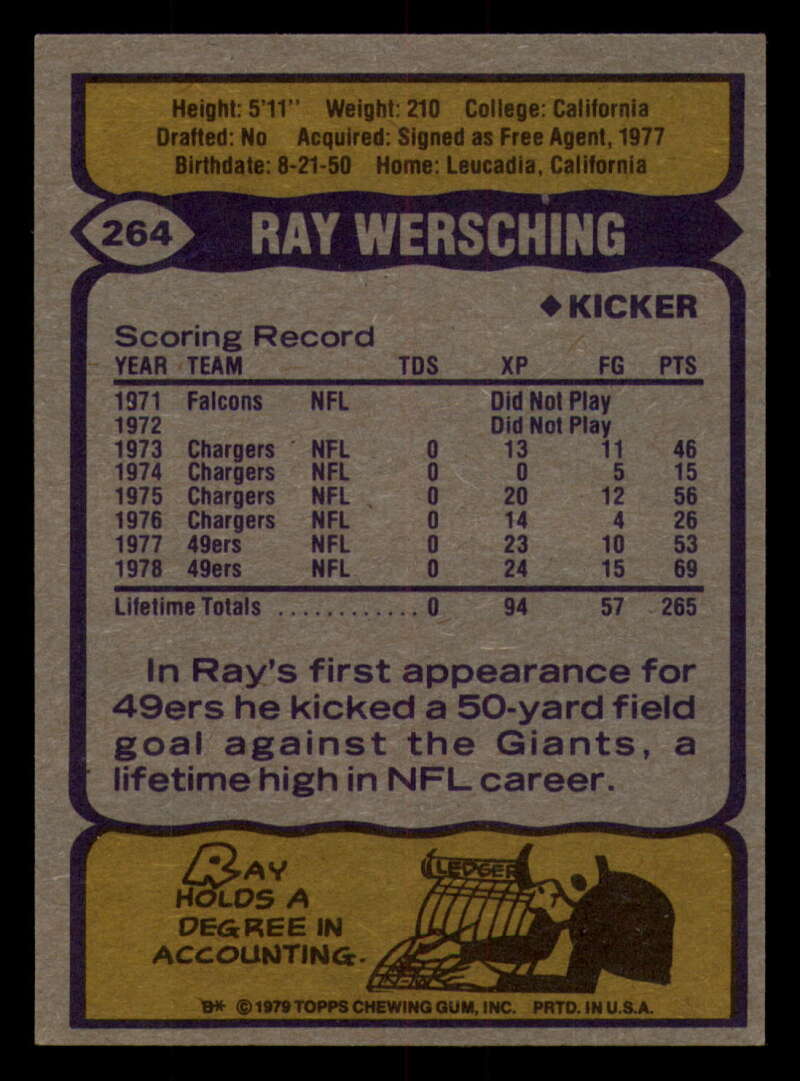 Height: 5'11" Weight: 210 College: California
Drafted: No Acquired: Signed as Free Agent, 1977
Birthdate: 8-21-50 Home: Leucadia, California
264 RAY WERSCHING
◆ KICKER
Scoring Record
YEAR TEAM TDS XP FG PTS
1971 Falcons NFL Did Not Play
1972 Did Not Play
1973 Chargers NFL 0 13 11 46
1974 Chargers NFL 0 0 5 15
1975 Chargers NFL 0 20 12 56
1976 Chargers NFL 0 14 4 26
1977 49ers NFL 0 23 10 53
1978 49ers NFL 0 24 15 69
Lifetime Totals ............ 0 94 57 265
In Ray's first appearance for
49ers he kicked a 50-yard field
goal against the Giants, a
lifetime high in NFL career.
RAY
HOLDS A
DEGREE IN
ACCOUNTING.
LEDGER
B* © 1979 TOPPS CHEWING GUM, INC. PRTD. IN U.S.A.